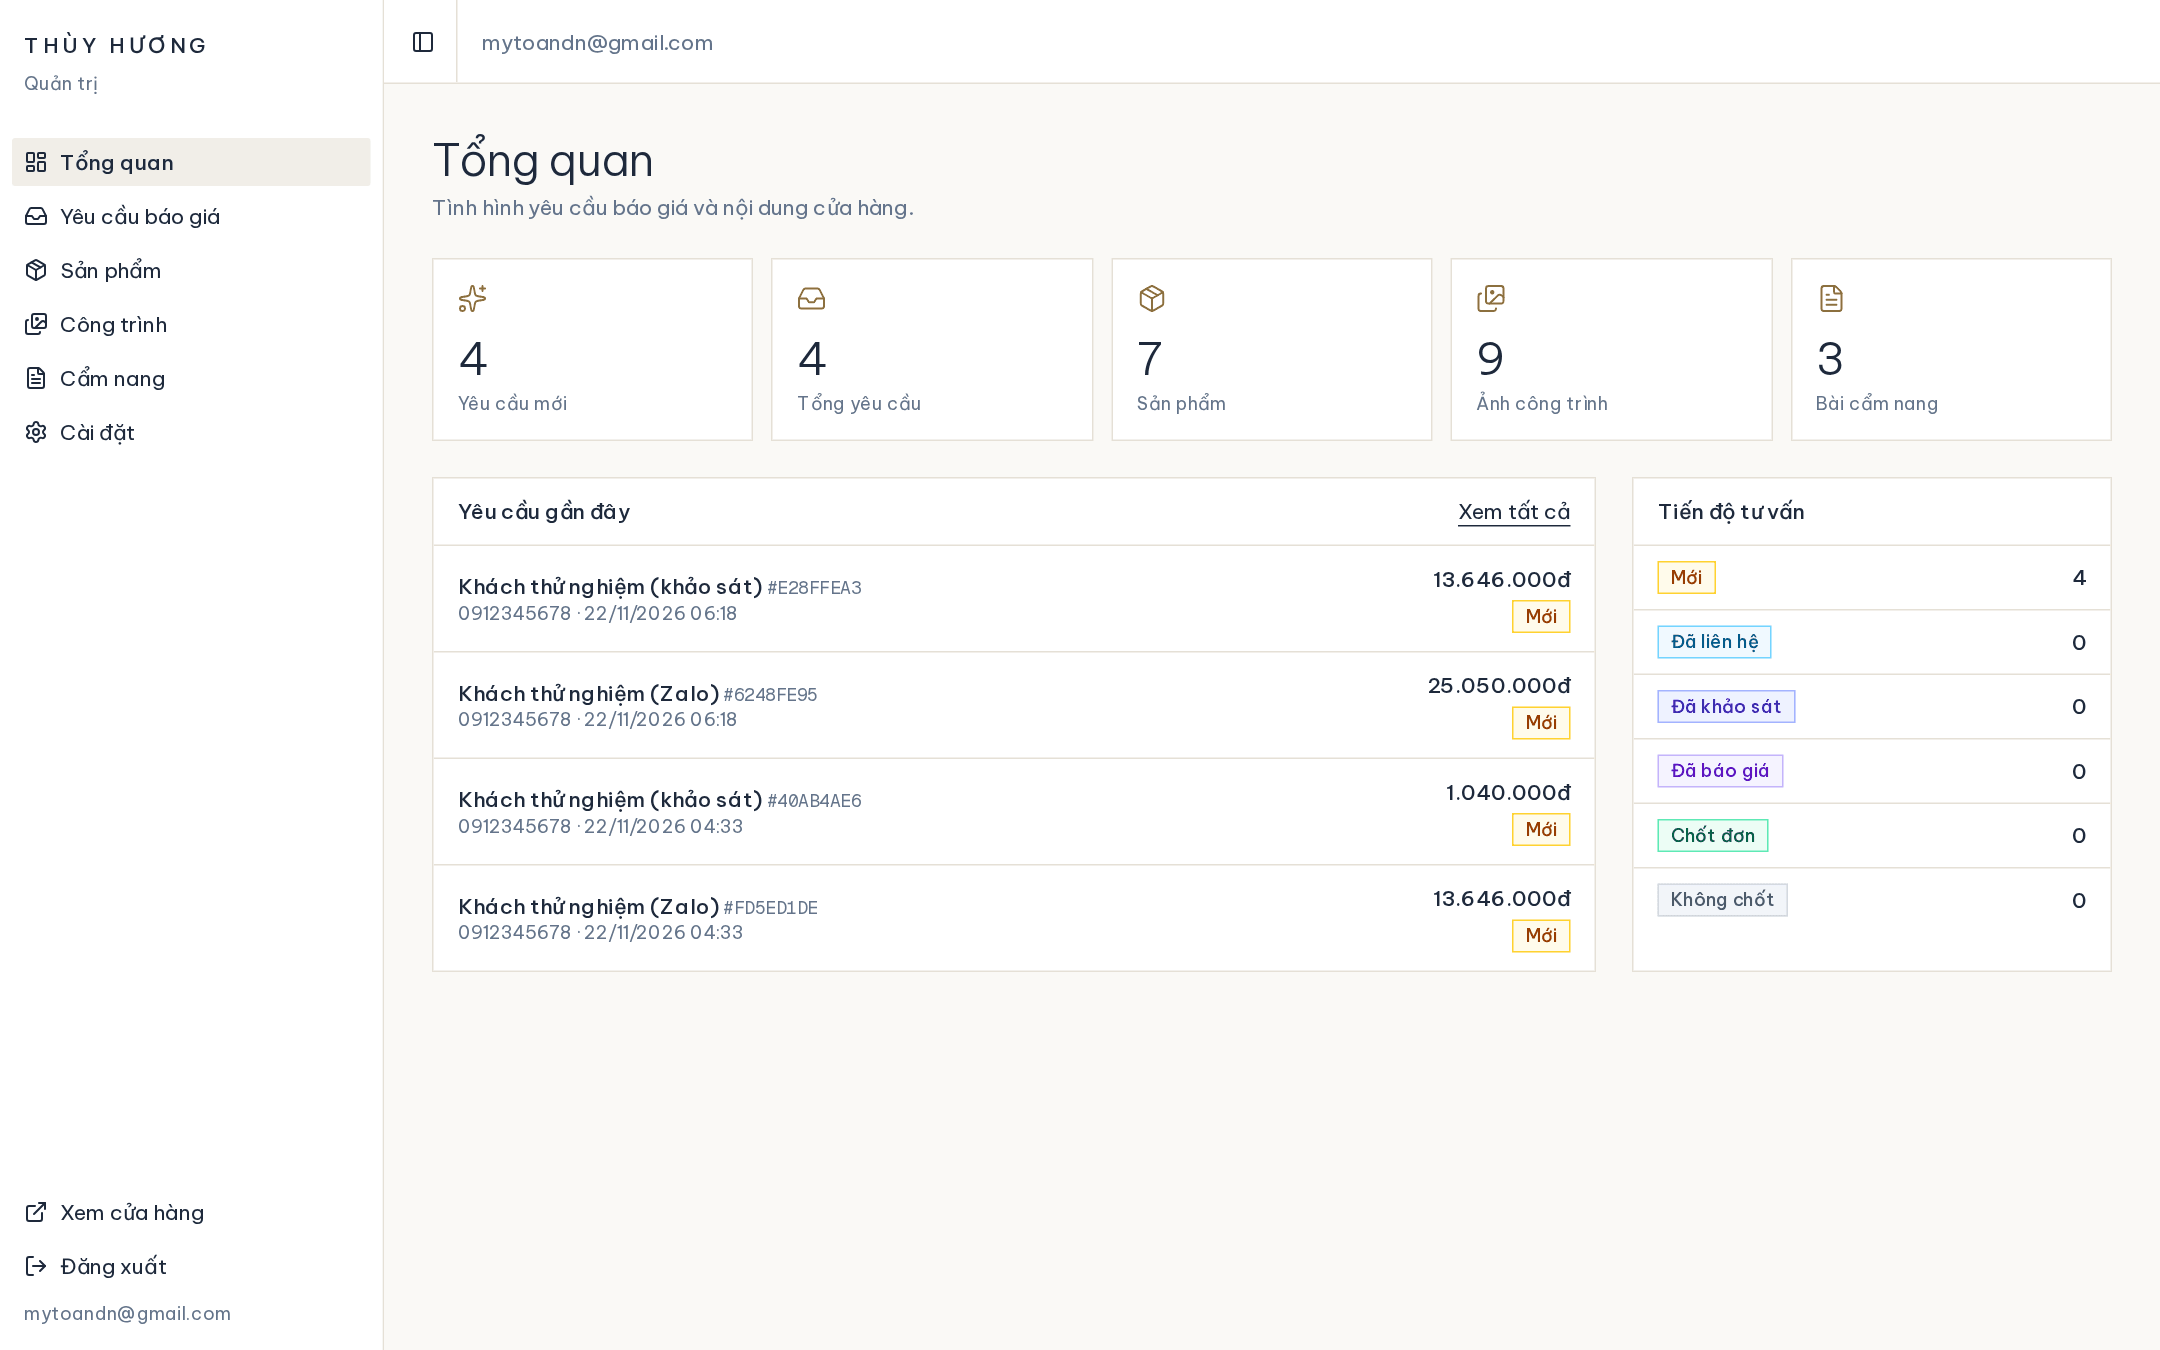 THÙY HƯƠNG
Quản trị
Tổng quan
Yêu cầu báo giá
Sản phẩm
Công trình
Cẩm nang
Cài đặt
Xem cửa hàng
Đăng xuất
mytoandn@gmail.com
mytoandn@gmail.com
Tổng quan
Tình hình yêu cầu báo giá và nội dung cửa hàng.
4
Yêu cầu mới
4
Tổng yêu cầu
7
Sản phẩm
9
Ảnh công trình
3
Bài cẩm nang
Yêu cầu gần đây
Xem tất cả
Khách thử nghiệm (khảo sát) #E28FFEA3
0912345678 · 22/11/2026 06:18
13.646.000đ
Mới
Khách thử nghiệm (Zalo) #6248FE95
0912345678 · 22/11/2026 06:18
25.050.000đ
Mới
Khách thử nghiệm (khảo sát) #40AB4AE6
0912345678 · 22/11/2026 04:33
1.040.000đ
Mới
Khách thử nghiệm (Zalo) #FD5ED1DE
0912345678 · 22/11/2026 04:33
13.646.000đ
Mới
Tiến độ tư vấn
Mới 4
Đã liên hệ 0
Đã khảo sát 0
Đã báo giá 0
Chốt đơn 0
Không chốt 0